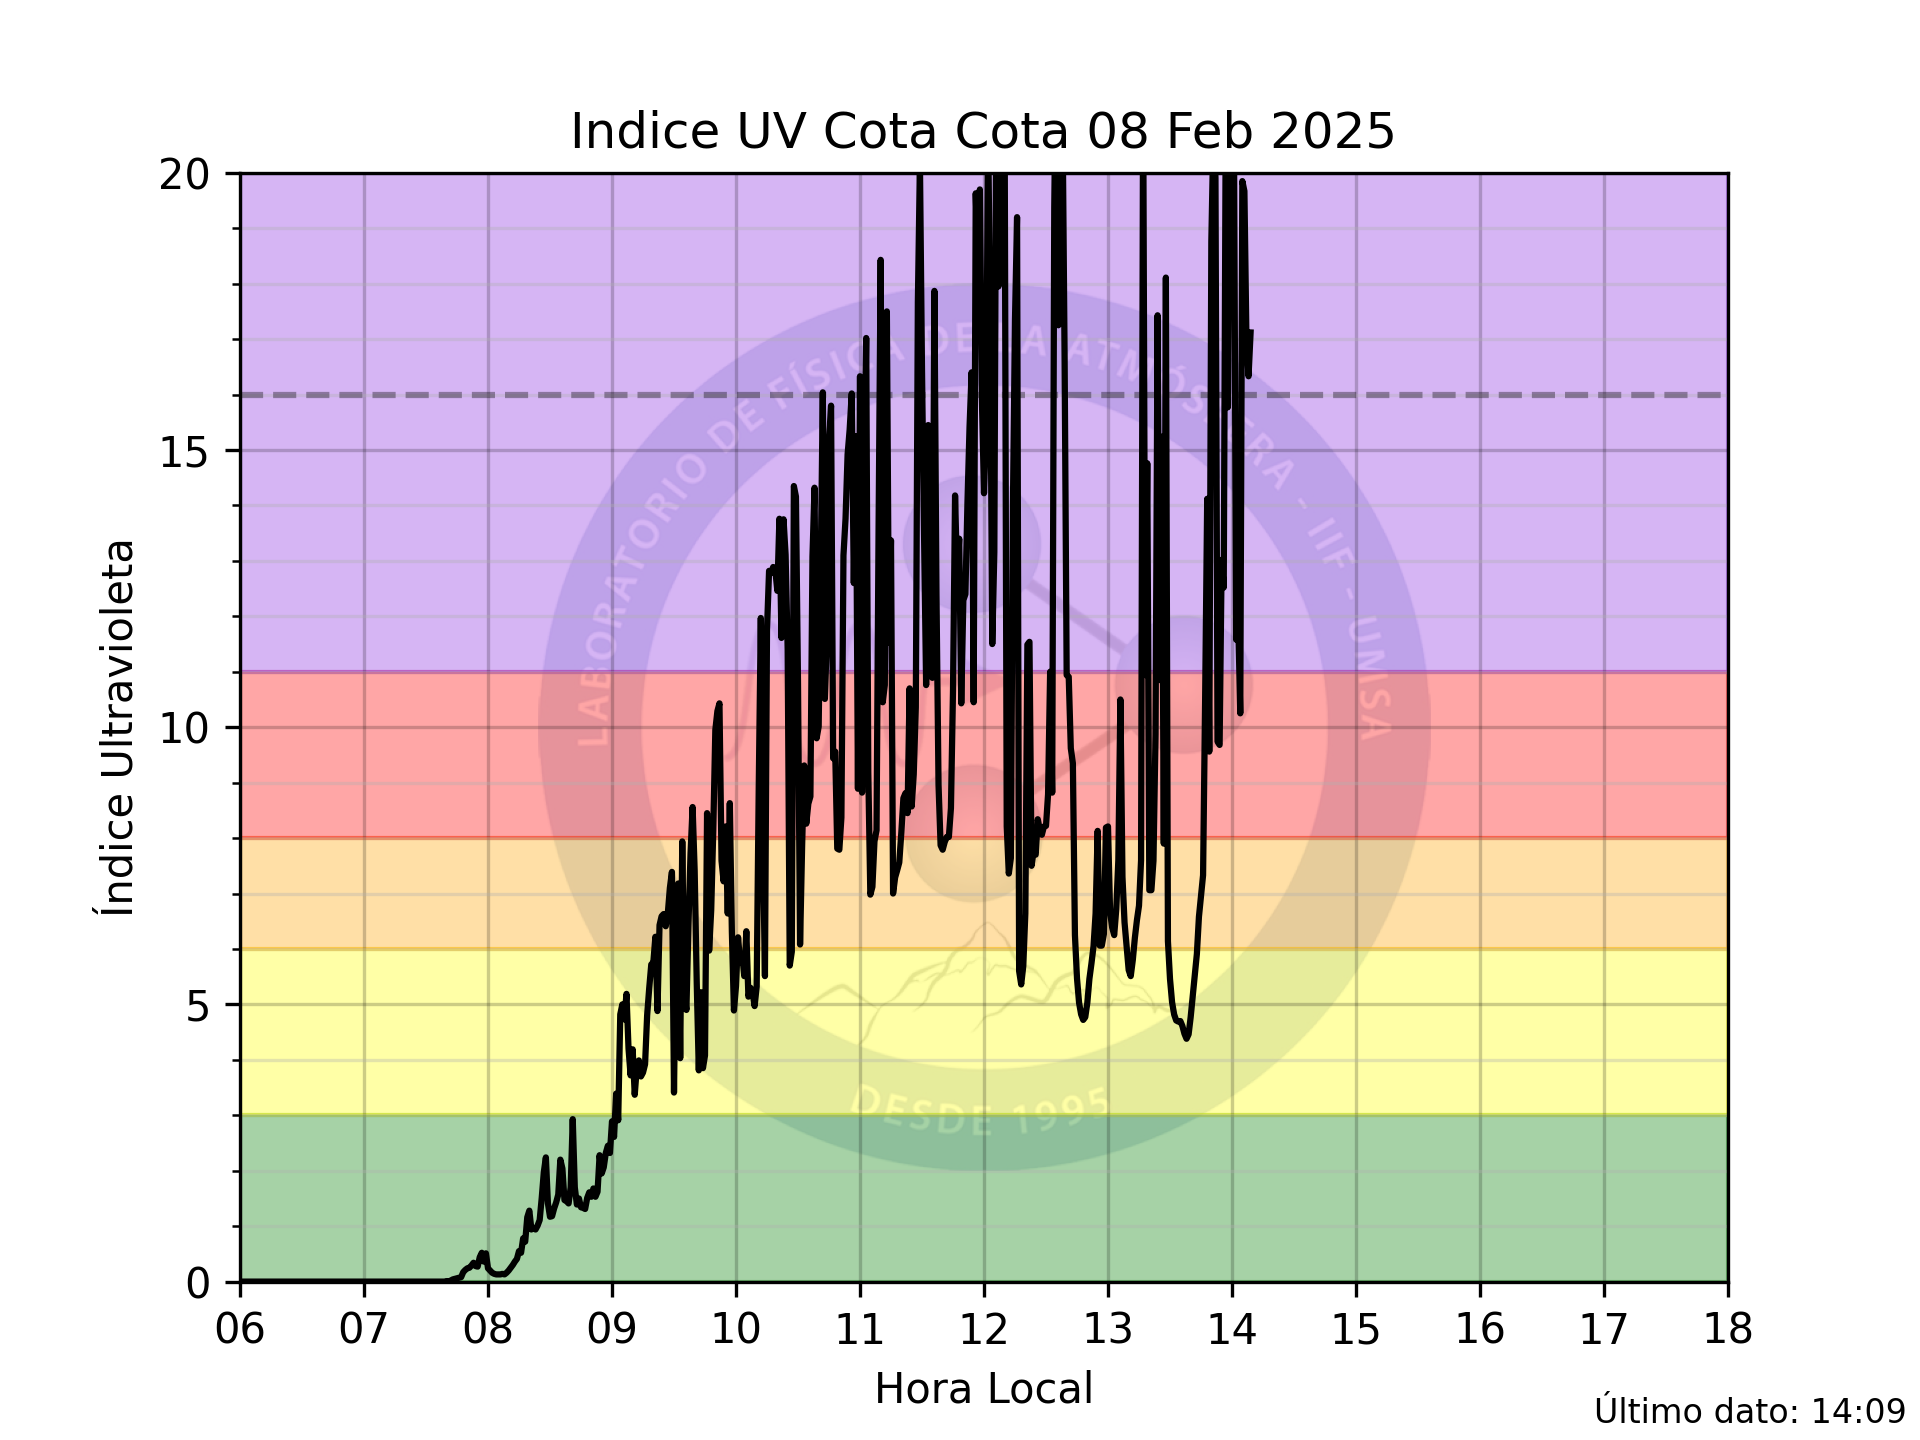 Indice UV Cota Cota 08 Feb 2025
20
15
10
5
0
Índice Ultravioleta
LABORATORIO DE FÍSICA DE LA ATMÓSFERA - IIF - UMSA
DESDE 1995
06 07 08 09 10 11 12 13 14 15 16 17 18
Hora Local
Último dato: 14:09